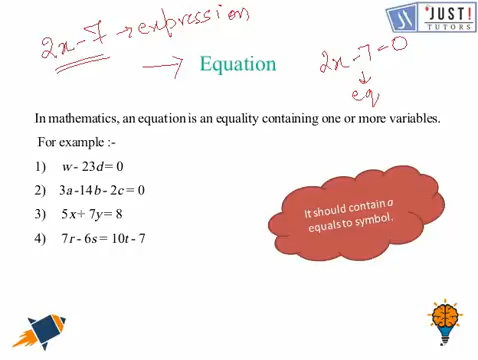 2x - 7 → expression
JUST!
TUTORS
→ Equation
2x - 7 = 0
↓
eq
In mathematics, an equation is an equality containing one or more variables.
For example :-
1) w - 23d = 0
2) 3a -14b - 2c = 0
3) 5x + 7y = 8
4) 7r - 6s = 10t - 7
It should contain a
equals to symbol.